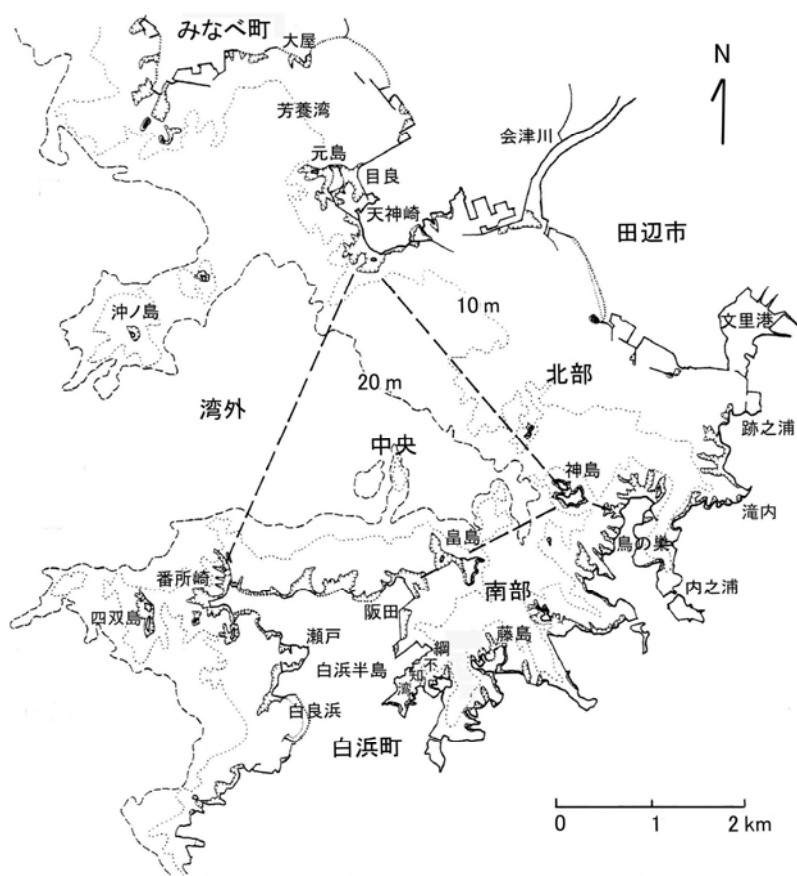 みなべ町
大屋
N
芳養湾
会津川
元島
目良
天神崎
田辺市
沖ノ島
10 m
文里港
20 m
北部
湾外
跡之浦
中央
神島
滝内
畠島
鳥の巣
番所崎
内之浦
南部
四双島
阪田
瀬戸
藤島
綱不知湾
白浜半島
白良浜
白浜町
0 1 2 km